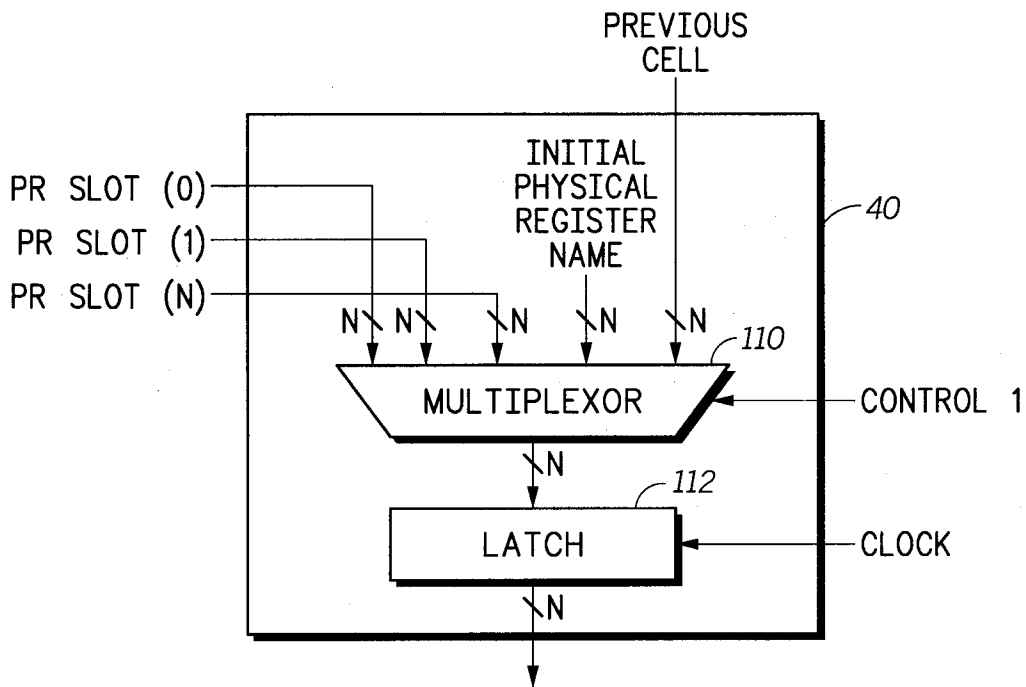 PREVIOUS
CELL
INITIAL
PHYSICAL
REGISTER
NAME
PR SLOT (0)
PR SLOT (1)
PR SLOT (N)
40
N N N N N
110
MULTIPLEXOR
CONTROL 1
N
112
LATCH
CLOCK
N